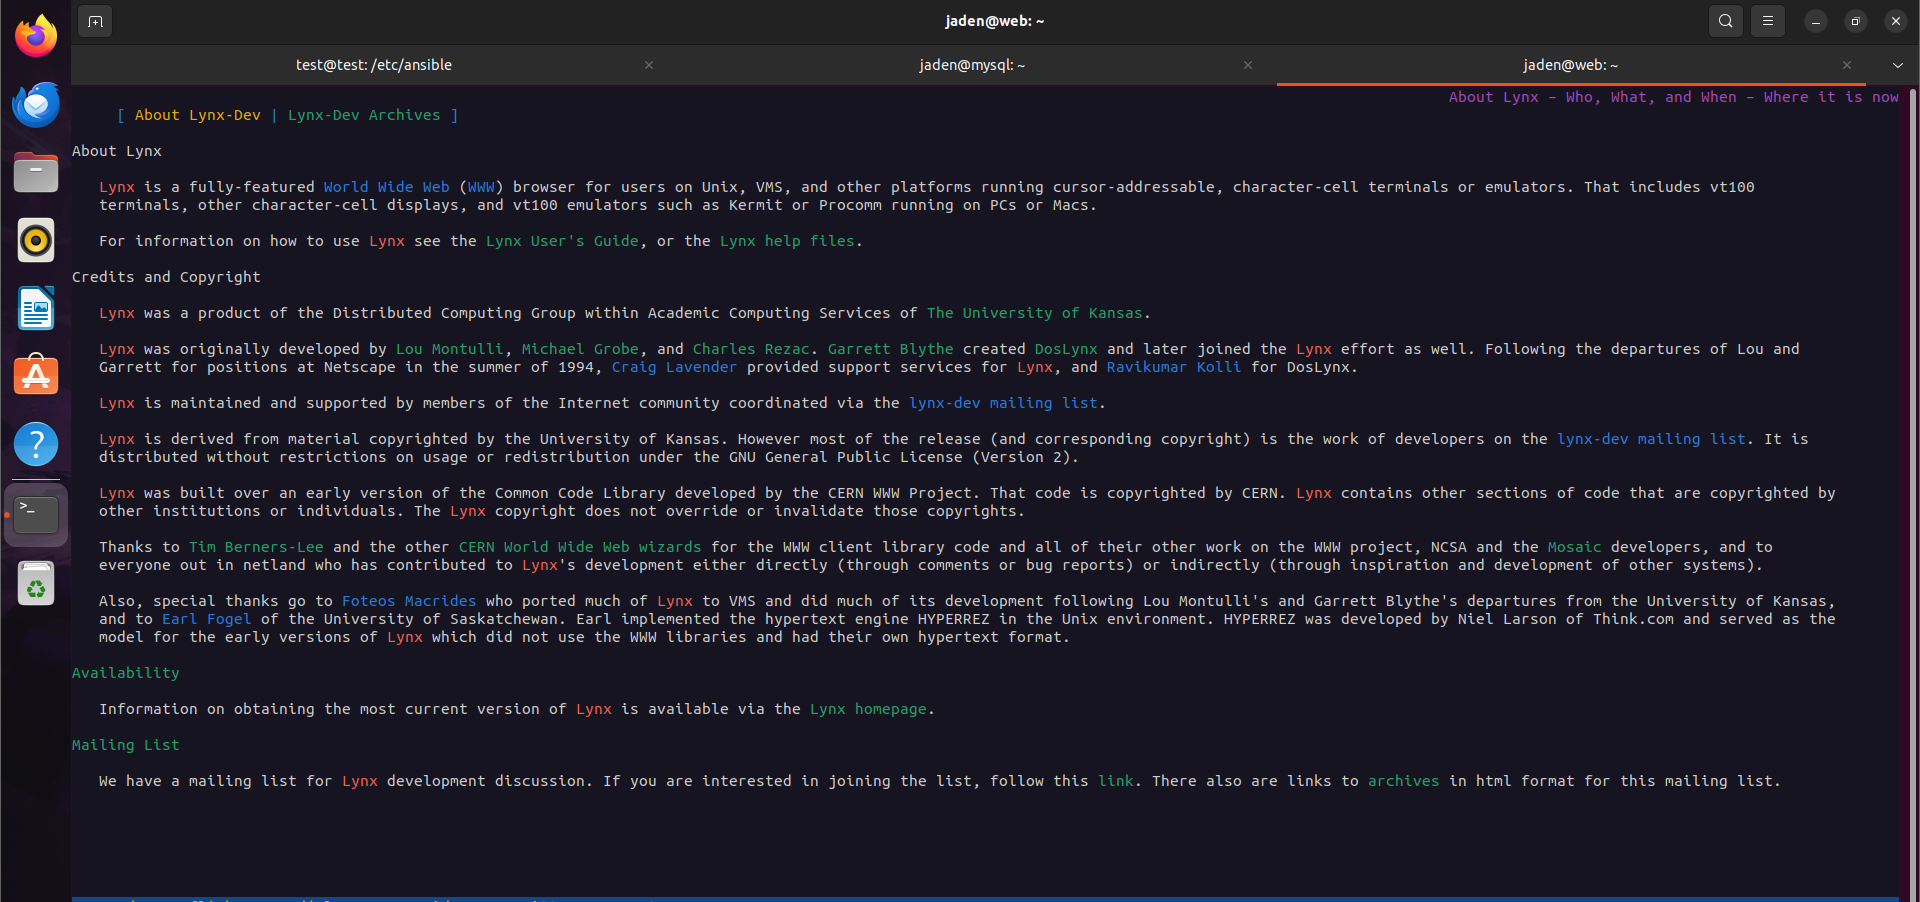 jaden@web: ~
test@test: /etc/ansible
jaden@mysql: ~
jaden@web: ~
About Lynx - Who, What, and When - Where it is now
[ About Lynx-Dev | Lynx-Dev Archives ]
About Lynx
Lynx is a fully-featured World Wide Web (WWW) browser for users on Unix, VMS, and other platforms running cursor-addressable, character-cell terminals or emulators. That includes vt100
terminals, other character-cell displays, and vt100 emulators such as Kermit or Procomm running on PCs or Macs.
For information on how to use Lynx see the Lynx User's Guide, or the Lynx help files.
Credits and Copyright
Lynx was a product of the Distributed Computing Group within Academic Computing Services of The University of Kansas.
Lynx was originally developed by Lou Montulli, Michael Grobe, and Charles Rezac. Garrett Blythe created DosLynx and later joined the Lynx effort as well. Following the departures of Lou and
Garrett for positions at Netscape in the summer of 1994, Craig Lavender provided support services for Lynx, and Ravikumar Kolli for DosLynx.
Lynx is maintained and supported by members of the Internet community coordinated via the lynx-dev mailing list.
Lynx is derived from material copyrighted by the University of Kansas. However most of the release (and corresponding copyright) is the work of developers on the lynx-dev mailing list. It is
distributed without restrictions on usage or redistribution under the GNU General Public License (Version 2).
Lynx was built over an early version of the Common Code Library developed by the CERN WWW Project. That code is copyrighted by CERN. Lynx contains other sections of code that are copyrighted by
other institutions or individuals. The Lynx copyright does not override or invalidate those copyrights.
Thanks to Tim Berners-Lee and the other CERN World Wide Web wizards for the WWW client library code and all of their other work on the WWW project, NCSA and the Mosaic developers, and to
everyone out in netland who has contributed to Lynx's development either directly (through comments or bug reports) or indirectly (through inspiration and development of other systems).
Also, special thanks go to Foteos Macrides who ported much of Lynx to VMS and did much of its development following Lou Montulli's and Garrett Blythe's departures from the University of Kansas,
and to Earl Fogel of the University of Saskatchewan. Earl implemented the hypertext engine HYPERREZ in the Unix environment. HYPERREZ was developed by Niel Larson of Think.com and served as the
model for the early versions of Lynx which did not use the WWW libraries and had their own hypertext format.
Availability
Information on obtaining the most current version of Lynx is available via the Lynx homepage.
Mailing List
We have a mailing list for Lynx development discussion. If you are interested in joining the list, follow this link. There also are links to archives in html format for this mailing list.